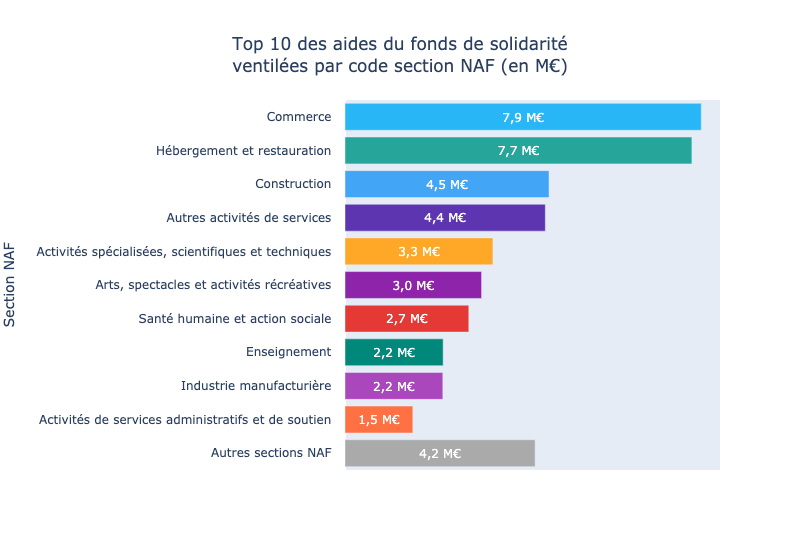 Top 10 des aides du fonds de solidarité
ventilées par code section NAF (en M€)
Section NAF
Commerce 7,9 M€
Hébergement et restauration 7,7 M€
Construction 4,5 M€
Autres activités de services 4,4 M€
Activités spécialisées, scientifiques et techniques 3,3 M€
Arts, spectacles et activités récréatives 3,0 M€
Santé humaine et action sociale 2,7 M€
Enseignement 2,2 M€
Industrie manufacturière 2,2 M€
Activités de services administratifs et de soutien 1,5 M€
Autres sections NAF 4,2 M€